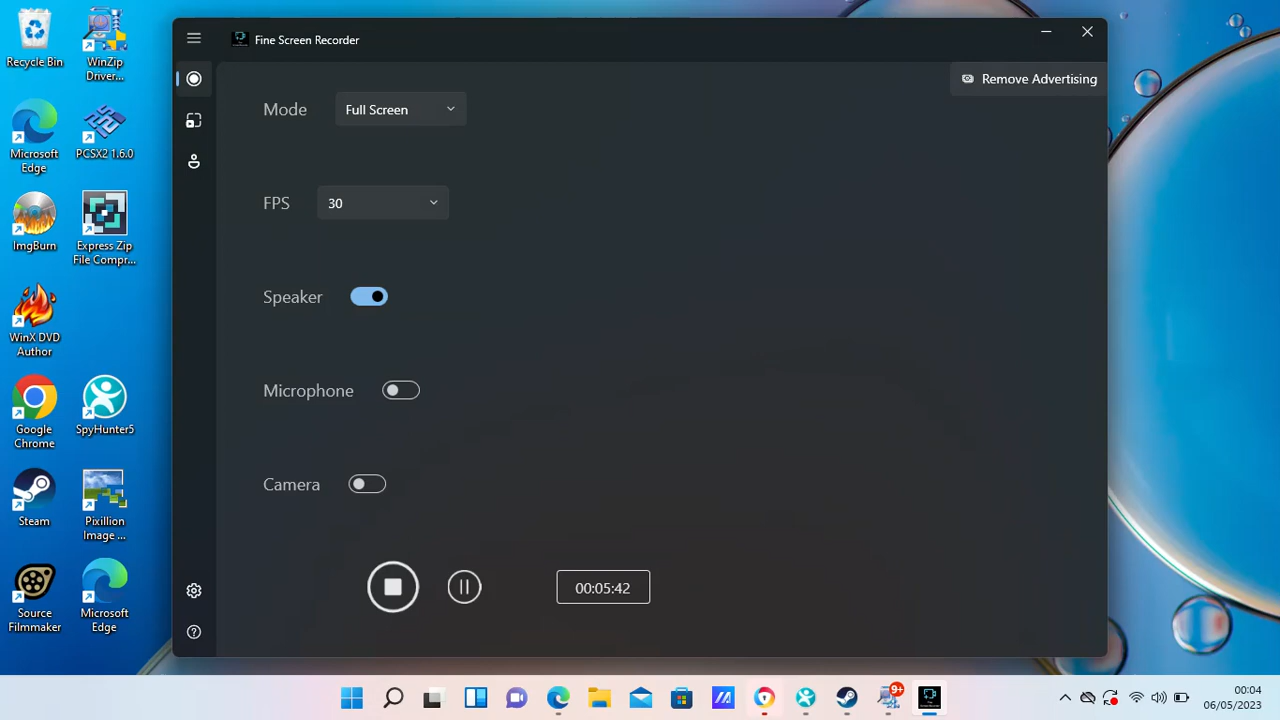 Recycle Bin
WinZip
Driver...
Microsoft
Edge
PCSX2 1.6.0
ImgBurn
Express Zip
File Compr...
WinX DVD
Author
Google
Chrome
SpyHunter5
Steam
Pixillion
Image ...
Source
Filmmaker
Microsoft
Edge
Fine Screen Recorder
Remove Advertising
Mode
Full Screen
FPS
30
Speaker
Microphone
Camera
00:05:42
9+
00:04
06/05/2023